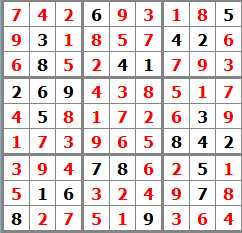 7 4 2 6 9 3 1 8 5
9 3 1 8 5 7 4 2 6
6 8 5 2 4 1 7 9 3
2 6 9 4 3 8 5 1 7
4 5 8 1 7 2 6 3 9
1 7 3 9 6 5 8 4 2
3 9 4 7 8 6 2 5 1
5 1 6 3 2 4 9 7 8
8 2 7 5 1 9 3 6 4